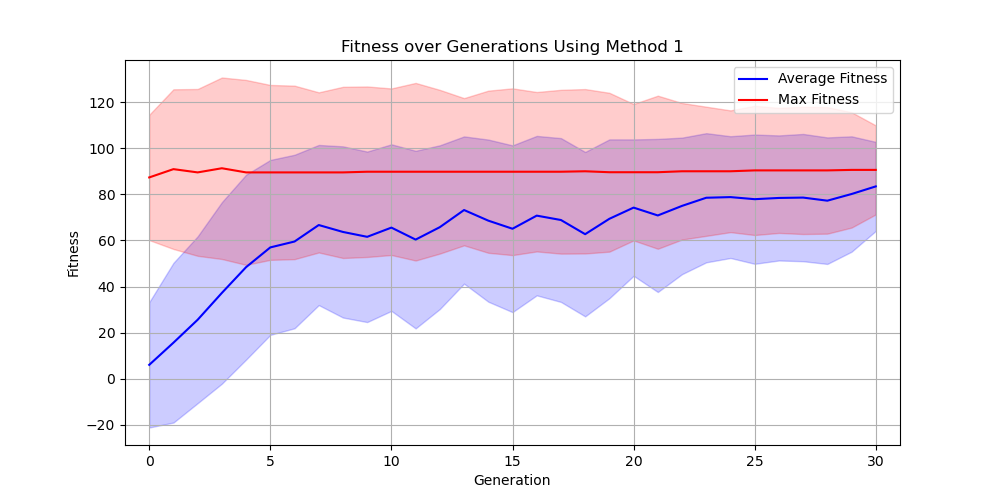 Fitness over Generations Using Method 1
Average Fitness
Max Fitness
120
100
80
60
40
20
0
−20
Fitness
0 5 10 15 20 25 30
Generation